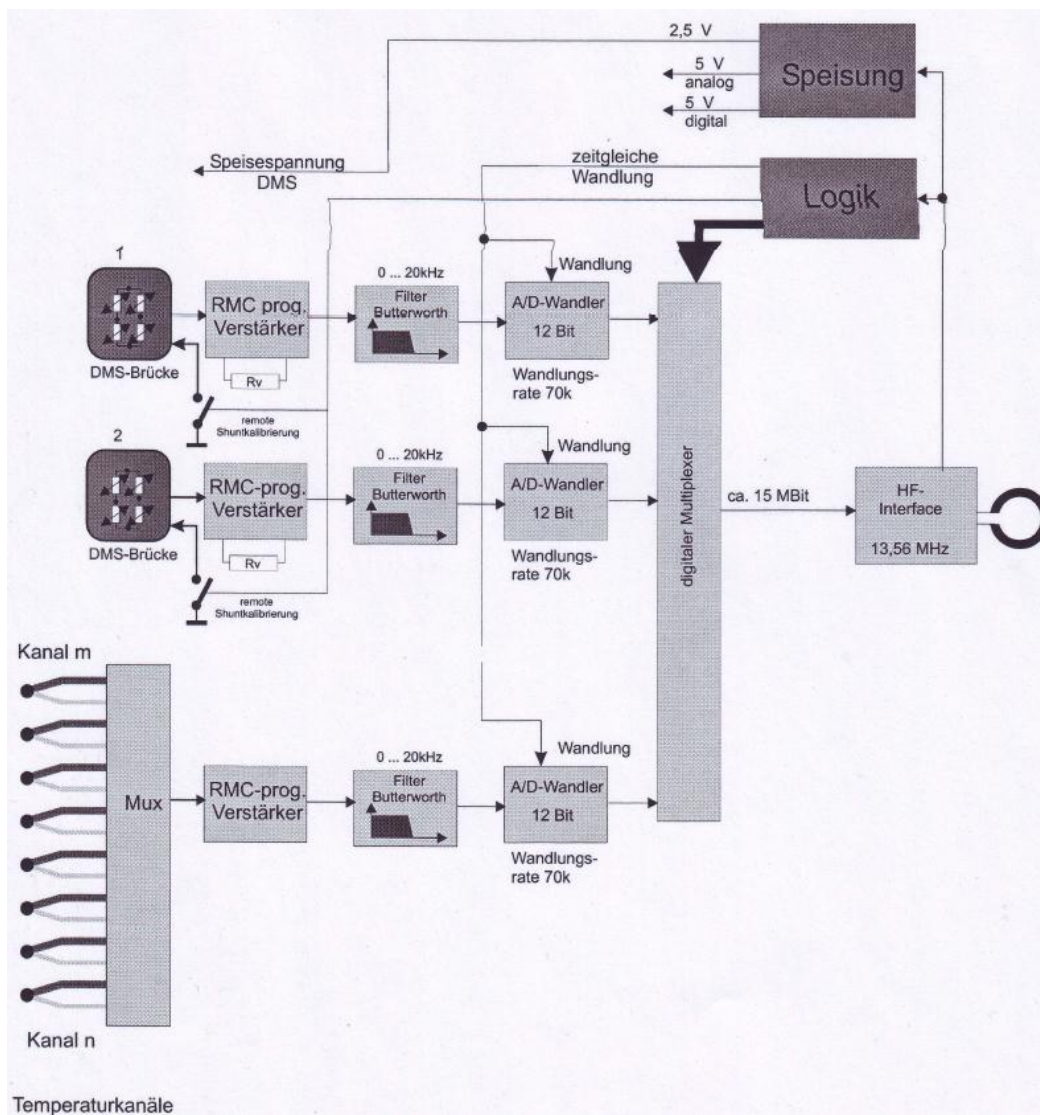 2,5 V
5 V
analog
5 V
digital
Speisung
Speisespannung
DMS
zeitgleiche
Wandlung
Logik
1
DMS-Brücke
RMC prog.
Verstärker
Rv
remote
Shuntkalibrierung
0 ... 20kHz
Filter
Butterworth
Wandlung
A/D-Wandler
12 Bit
Wandlungs-
rate 70k
2
DMS-Brücke
RMC-prog.
Verstärker
Rv
remote
Shuntkalibrierung
0 ... 20kHz
Filter
Butterworth
Wandlung
A/D-Wandler
12 Bit
Wandlungs-
rate 70k
digitaler Multiplexer
ca. 15 MBit
HF-
Interface
13,56 MHz
Kanal m
Mux
RMC-prog.
Verstärker
0 ... 20kHz
Filter
Butterworth
Wandlung
A/D-Wandler
12 Bit
Wandlungs-
rate 70k
Kanal n
Temperaturkanäle